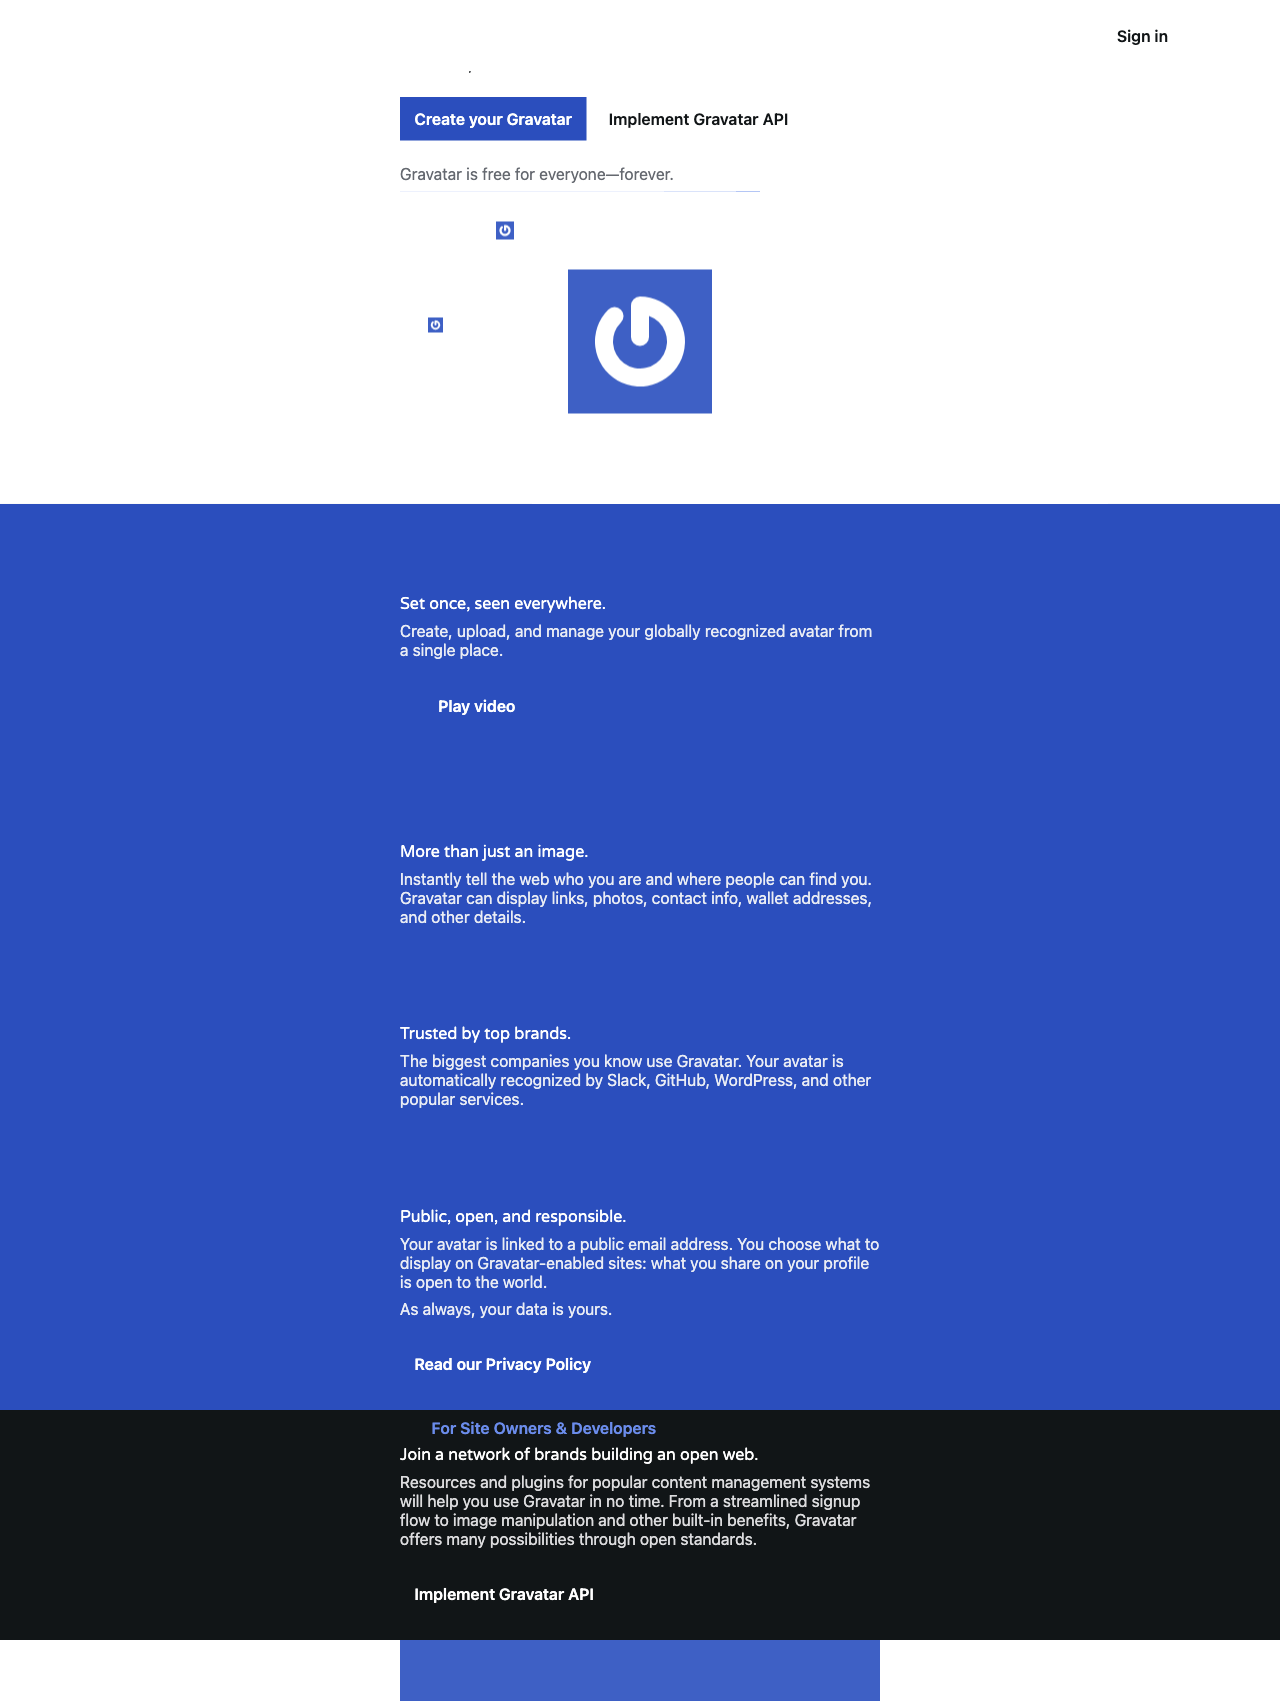 Sign in
Create your Gravatar
Implement Gravatar API
Gravatar is free for everyone—forever.
Set once, seen everywhere.
Create, upload, and manage your globally recognized avatar from
a single place.
Play video
More than just an image.
Instantly tell the web who you are and where people can find you.
Gravatar can display links, photos, contact info, wallet addresses,
and other details.
Trusted by top brands.
The biggest companies you know use Gravatar. Your avatar is
automatically recognized by Slack, GitHub, WordPress, and other
popular services.
Public, open, and responsible.
Your avatar is linked to a public email address. You choose what to
display on Gravatar-enabled sites: what you share on your profile
is open to the world.
As always, your data is yours.
Read our Privacy Policy
For Site Owners & Developers
Join a network of brands building an open web.
Resources and plugins for popular content management systems
will help you use Gravatar in no time. From a streamlined signup
flow to image manipulation and other built-in benefits, Gravatar
offers many possibilities through open standards.
Implement Gravatar API